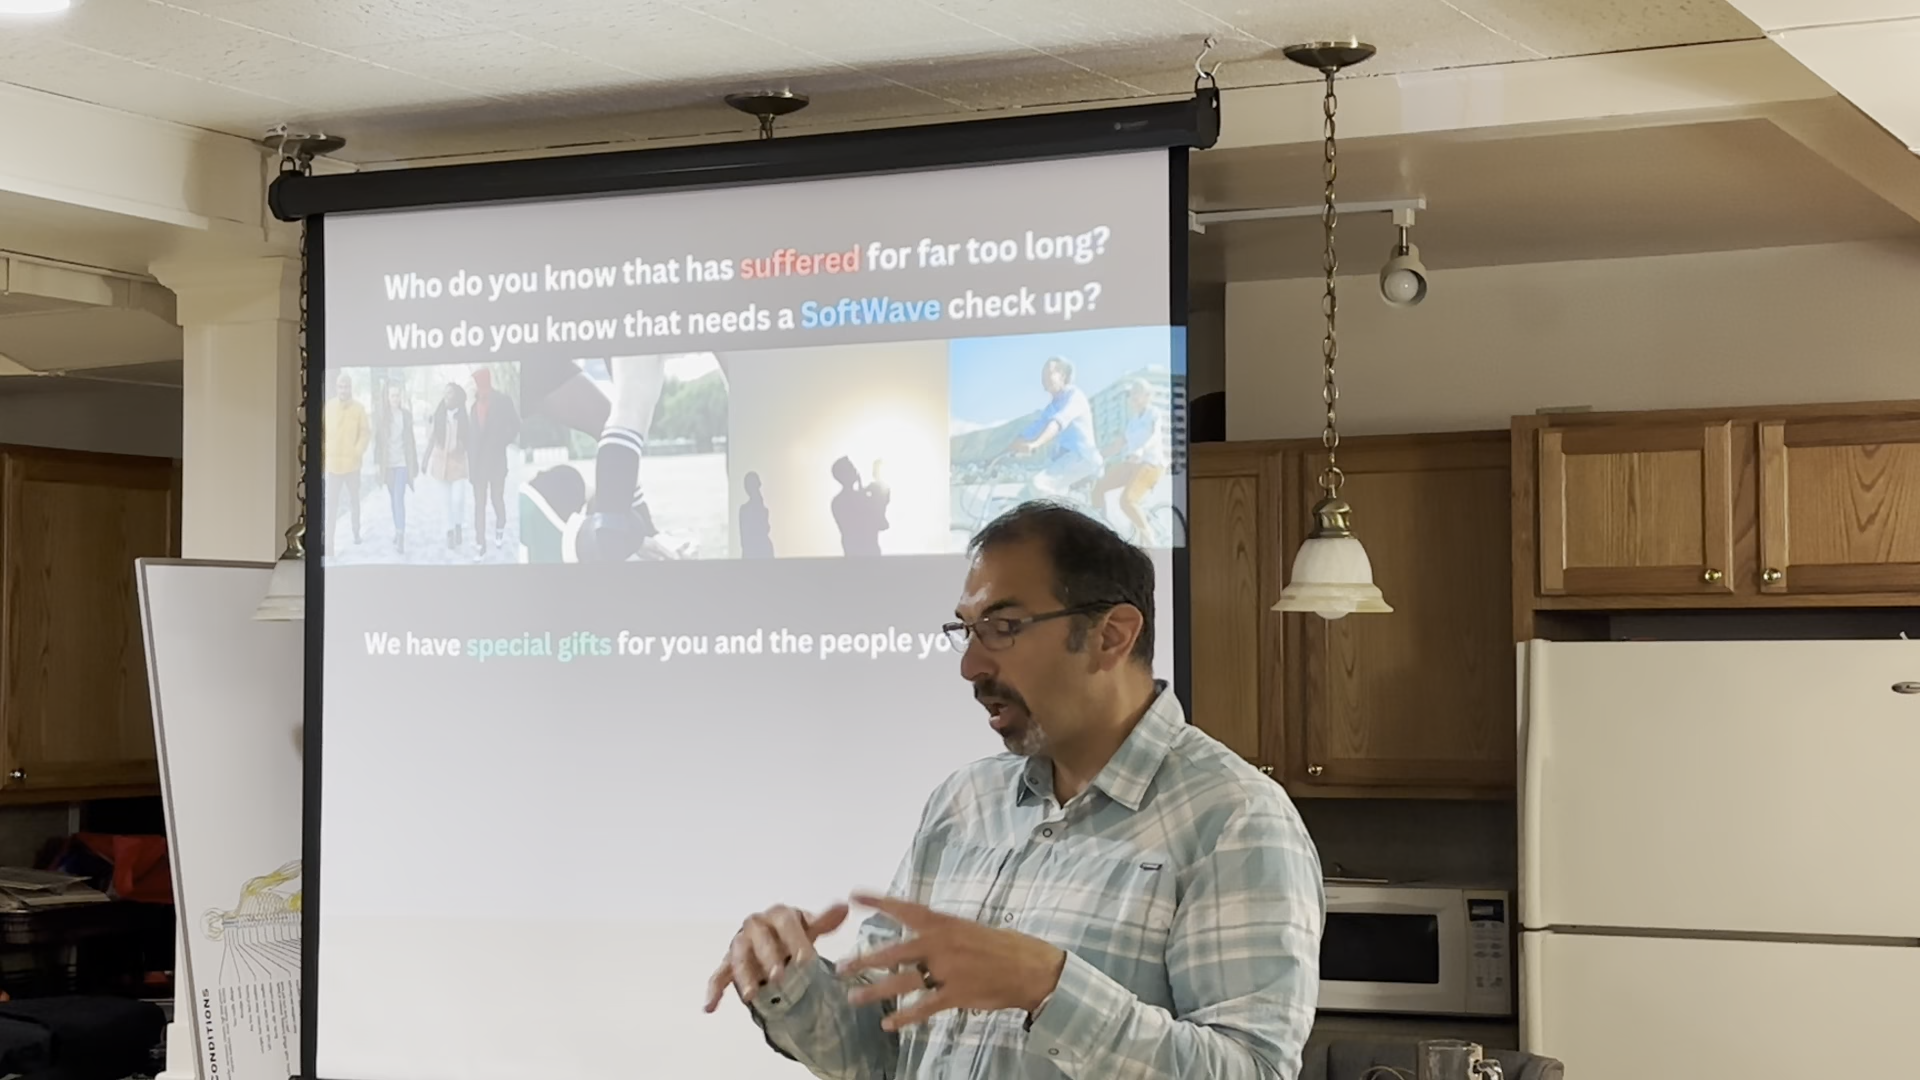 Who do you know that has suffered for far too long?
Who do you know that needs a SoftWave check up?
We have special gifts for you and the people yo
CONDITIONS